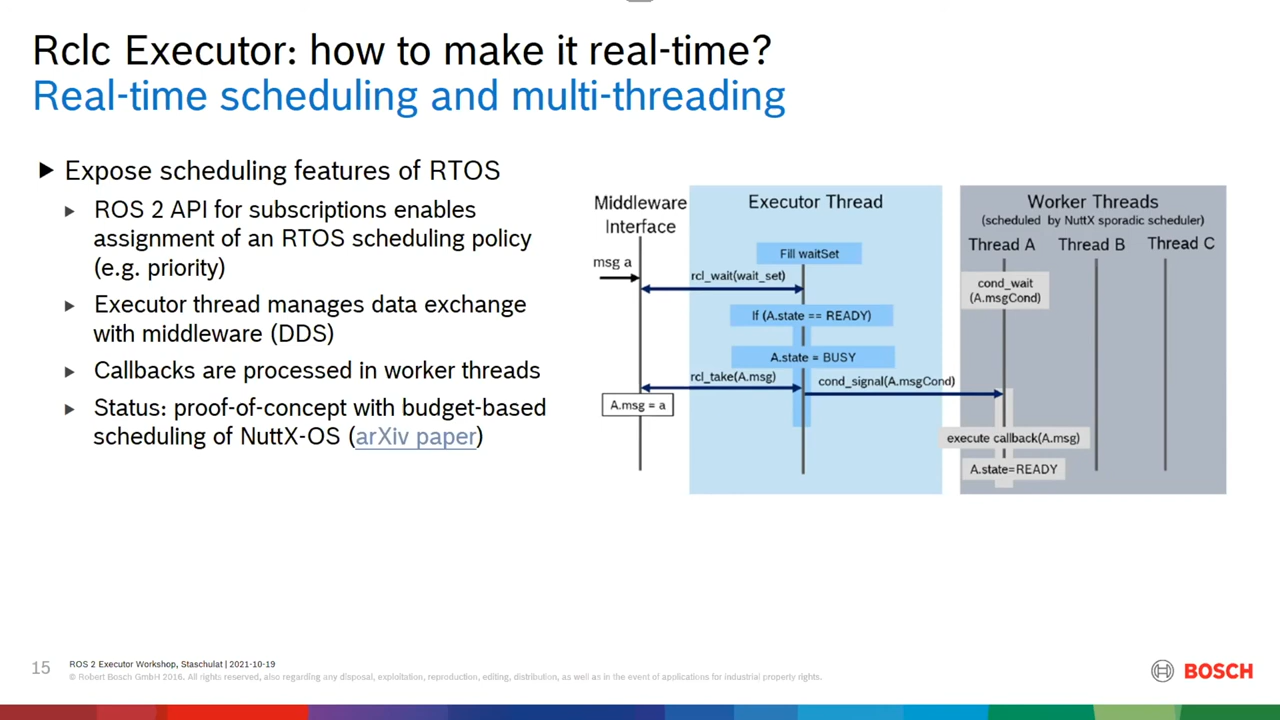 Rclc Executor: how to make it real-time?
Real-time scheduling and multi-threading
Expose scheduling features of RTOS
ROS 2 API for subscriptions enables
assignment of an RTOS scheduling policy
(e.g. priority)
Executor thread manages data exchange
with middleware (DDS)
Callbacks are processed in worker threads
Status: proof-of-concept with budget-based
scheduling of NuttX-OS (arXiv paper)
Middleware
Interface
msg a
A.msg = a
Executor Thread
Fill waitSet
rcl_wait(wait_set)
If (A.state == READY)
A.state = BUSY
rcl_take(A.msg)
cond_signal(A.msgCond)
Worker Threads
(scheduled by NuttX sporadic scheduler)
Thread A Thread B Thread C
cond_wait
(A.msgCond)
execute callback(A.msg)
A.state=READY
15
ROS 2 Executor Workshop, Staschulat | 2021-10-19
© Robert Bosch GmbH 2016. All rights reserved, also regarding any disposal, exploitation, reproduction, editing, distribution, as well as in the event of applications for industrial property rights.
BOSCH